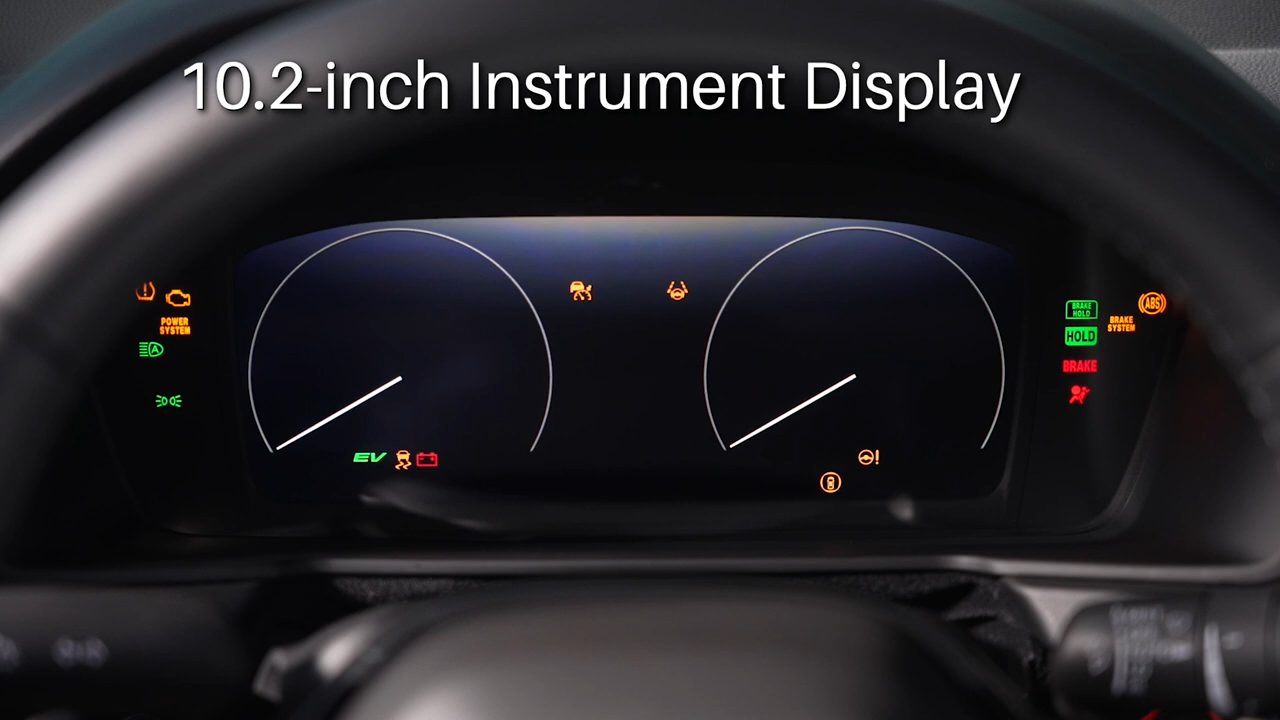 10.2-inch Instrument Display
POWER
SYSTEM
A
EV
!
BRAKE
HOLD
HOLD
BRAKE
SYSTEM
ABS
BRAKE